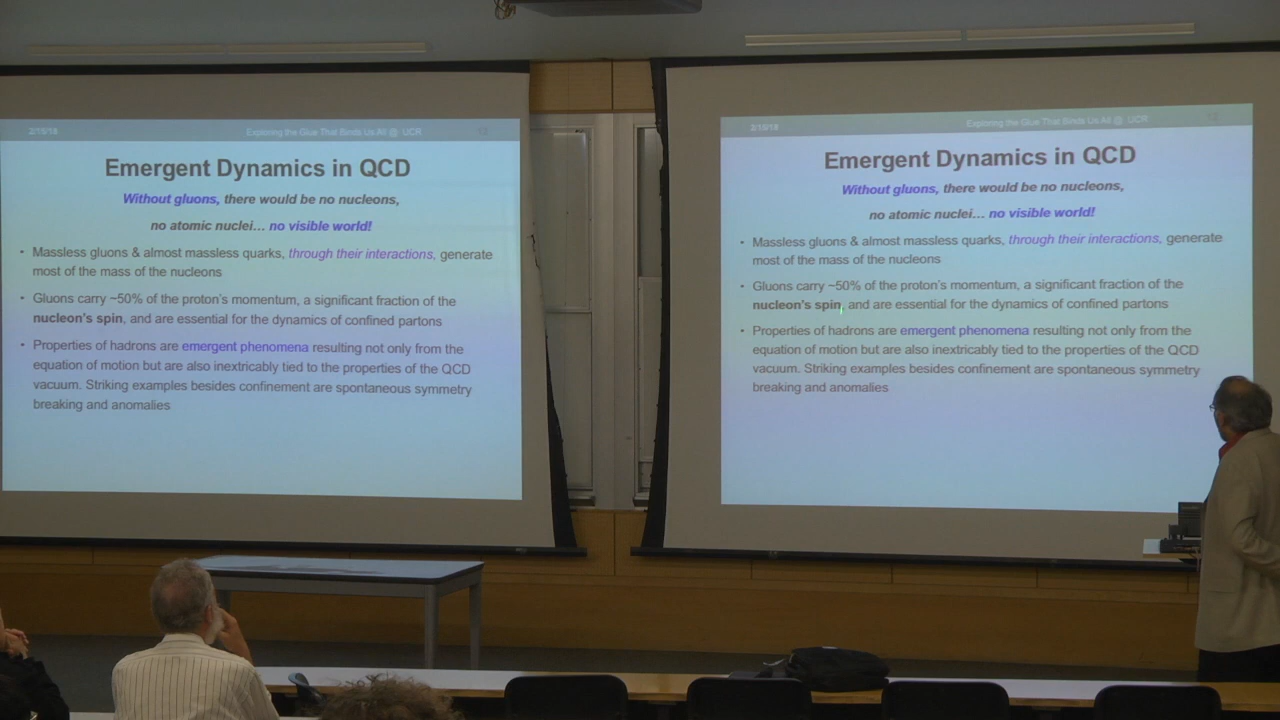 2/15/18 Exploring the Glue That Binds Us All @ UCR
Emergent Dynamics in QCD
Without gluons, there would be no nucleons,
no atomic nuclei... no visible world!
• Massless gluons & almost massless quarks, through their interactions, generate
most of the mass of the nucleons
• Gluons carry ~50% of the proton's momentum, a significant fraction of the
nucleon's spin, and are essential for the dynamics of confined partons
• Properties of hadrons are emergent phenomena resulting not only from the
equation of motion but are also inextricably tied to the properties of the QCD
vacuum. Striking examples besides confinement are spontaneous symmetry
breaking and anomalies
2/15/18 Exploring the Glue That Binds Us All @ UCR
Emergent Dynamics in QCD
Without gluons, there would be no nucleons,
no atomic nuclei... no visible world!
• Massless gluons & almost massless quarks, through their interactions, generate
most of the mass of the nucleons
• Gluons carry ~50% of the proton's momentum, a significant fraction of the
nucleon's spin, and are essential for the dynamics of confined partons
• Properties of hadrons are emergent phenomena resulting not only from the
equation of motion but are also inextricably tied to the properties of the QCD
vacuum. Striking examples besides confinement are spontaneous symmetry
breaking and anomalies